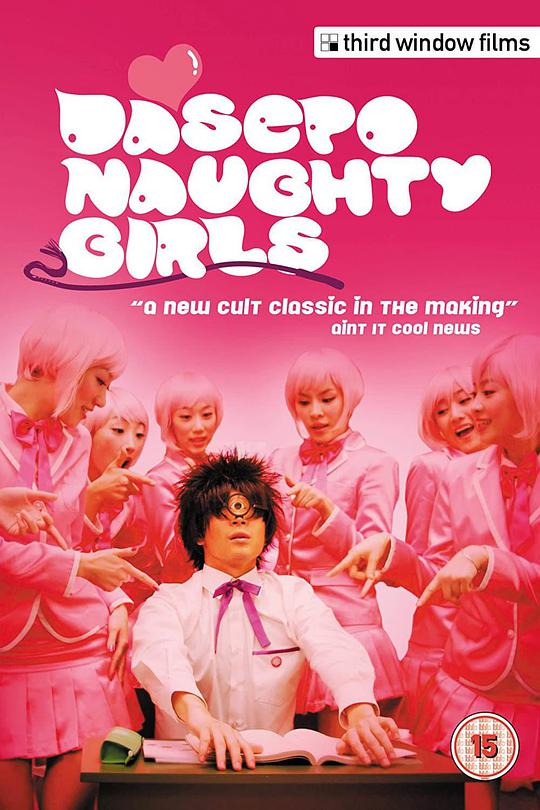 third window films
DASEPO
NAUGHTY
GIRLS
"a new cult classic in THE making"
aint it cool news
15